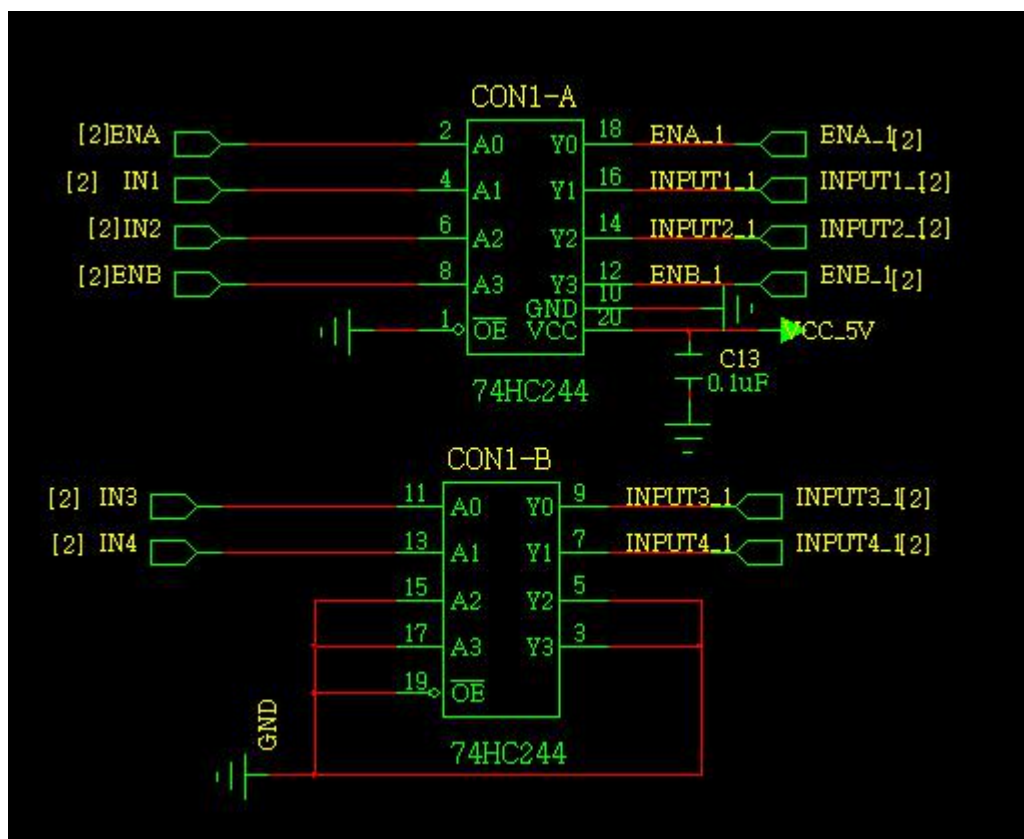 CON1-A
[2]ENA 2 A0 Y0 18 ENA_1 ENA_1[2]
[2] IN1 4 A1 Y1 16 INPUT1_1 INPUT1_1[2]
[2]IN2 6 A2 Y2 14 INPUT2_1 INPUT2_1[2]
[2]ENB 8 A3 Y3 12 ENB_1 ENB_1[2]
GND 10
1 OE VCC 20 VCC_5V
C13
0.1uF
74HC244
CON1-B
[2] IN3 11 A0 Y0 9 INPUT3_1 INPUT3_1[2]
[2] IN4 13 A1 Y1 7 INPUT4_1 INPUT4_1[2]
15 A2 Y2 5
17 A3 Y3 3
19 OE
GND
74HC244